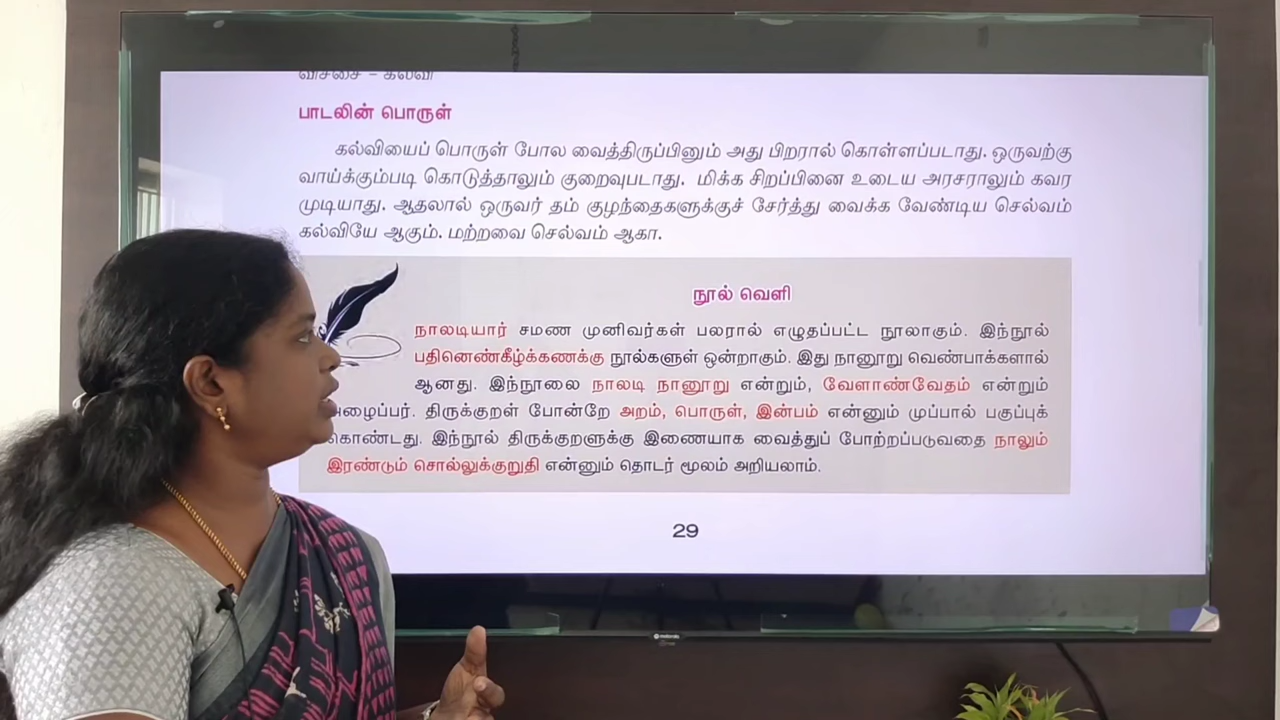 விச்சை – கல்வி
பாடலின் பொருள்
கல்வியைப் பொருள் போல வைத்திருப்பினும் அது பிறரால் கொள்ளப்படாது. ஒருவற்கு
வாய்க்கும்படி கொடுத்தாலும் குறைவுபடாது. மிக்க சிறப்பினை உடைய அரசராலும் கவர
முடியாது. ஆதலால் ஒருவர் தம் குழந்தைகளுக்குச் சேர்த்து வைக்க வேண்டிய செல்வம்
கல்வியே ஆகும். மற்றவை செல்வம் ஆகா.
நூல் வெளி
நாலடியார் சமண முனிவர்கள் பலரால் எழுதப்பட்ட நூலாகும். இந்நூல்
பதினெண்கீழ்க்கணக்கு நூல்களுள் ஒன்றாகும். இது நானூறு வெண்பாக்களால்
ஆனது. இந்நூலை நாலடி நானூறு என்றும், வேளாண்வேதம் என்றும்
அழைப்பர். திருக்குறள் போன்றே அறம், பொருள், இன்பம் என்னும் முப்பால் பகுப்புக்
கொண்டது. இந்நூல் திருக்குறளுக்கு இணையாக வைத்துப் போற்றப்படுவதை நாலும்
இரண்டும் சொல்லுக்குறுதி என்னும் தொடர் மூலம் அறியலாம்.
29
motorola